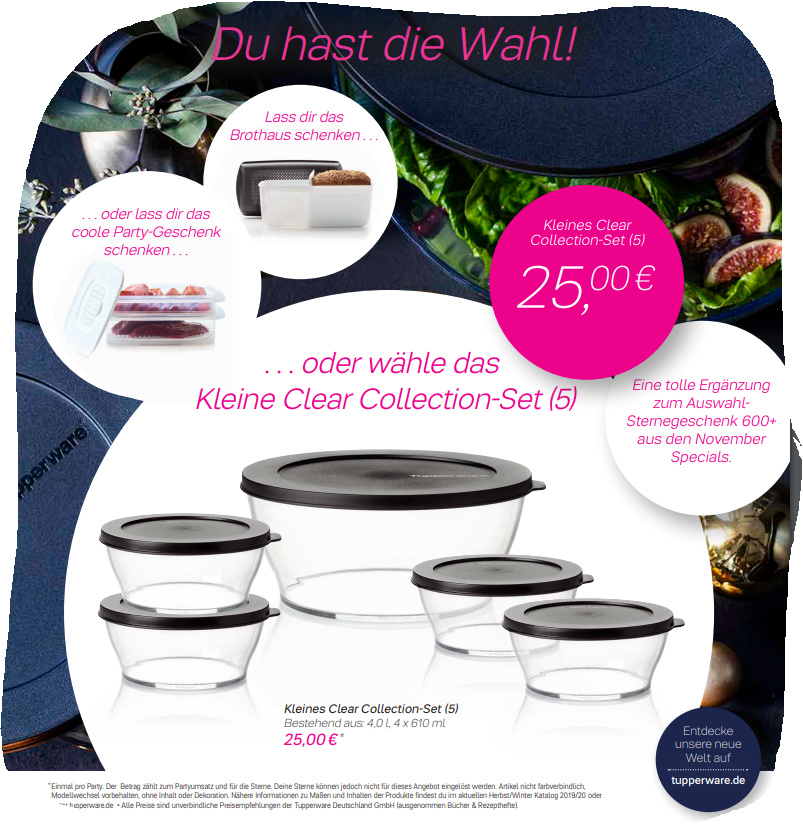 Du hast die Wahl!
Lass dir das
Brothaus schenken . . .
. . . oder lass dir das
coole Party-Geschenk
schenken . . .
Kleines Clear
Collection-Set (5)
25,00 €
. . . oder wähle das
Kleine Clear Collection-Set (5)
Eine tolle Ergänzung
zum Auswahl-
Sternegeschenk 600+
aus den November
Specials.
Tupperware
Kleines Clear Collection-Set (5)
Bestehend aus: 4,0 l, 4 x 610 ml
25,00 €*
Entdecke
unsere neue
Welt auf
tupperware.de
*Einmal pro Party. Der Betrag zählt zum Partyumsatz und für die Sterne. Deine Sterne können jedoch nicht für dieses Angebot eingelöst werden. Artikel nicht farbverbindlich,
Modellwechsel vorbehalten, ohne Inhalt oder Dekoration. Nähere Informationen zu Maßen und Inhalten der Produkte findest du im aktuellen Herbst/Winter Katalog 2019/20 oder
tupperware.de • Alle Preise sind unverbindliche Preisempfehlungen der Tupperware Deutschland GmbH (ausgenommen Bücher & Rezepthefte).